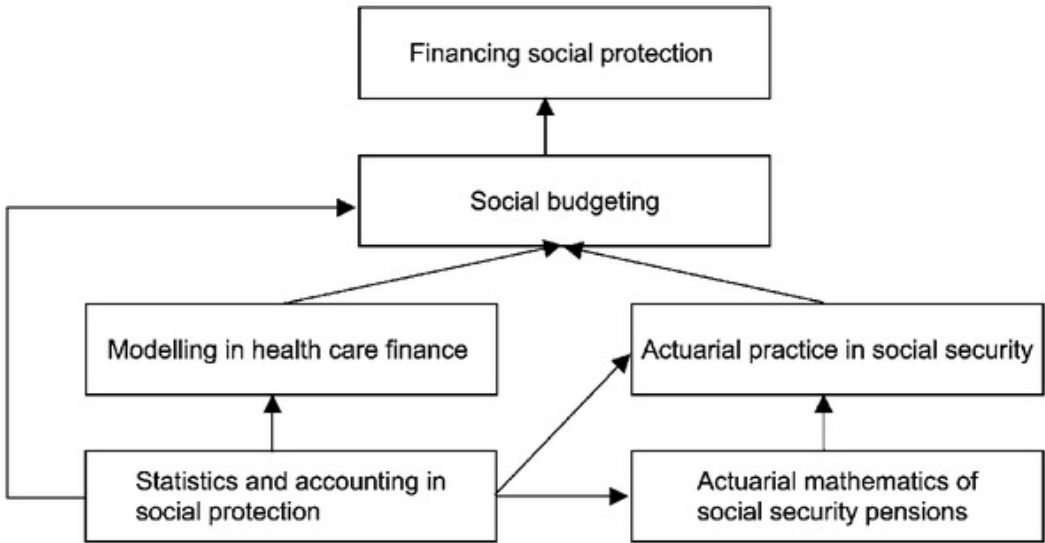 Financing social protection
Social budgeting
Modelling in health care finance
Actuarial practice in social security
Statistics and accounting in
social protection
Actuarial mathematics of
social security pensions